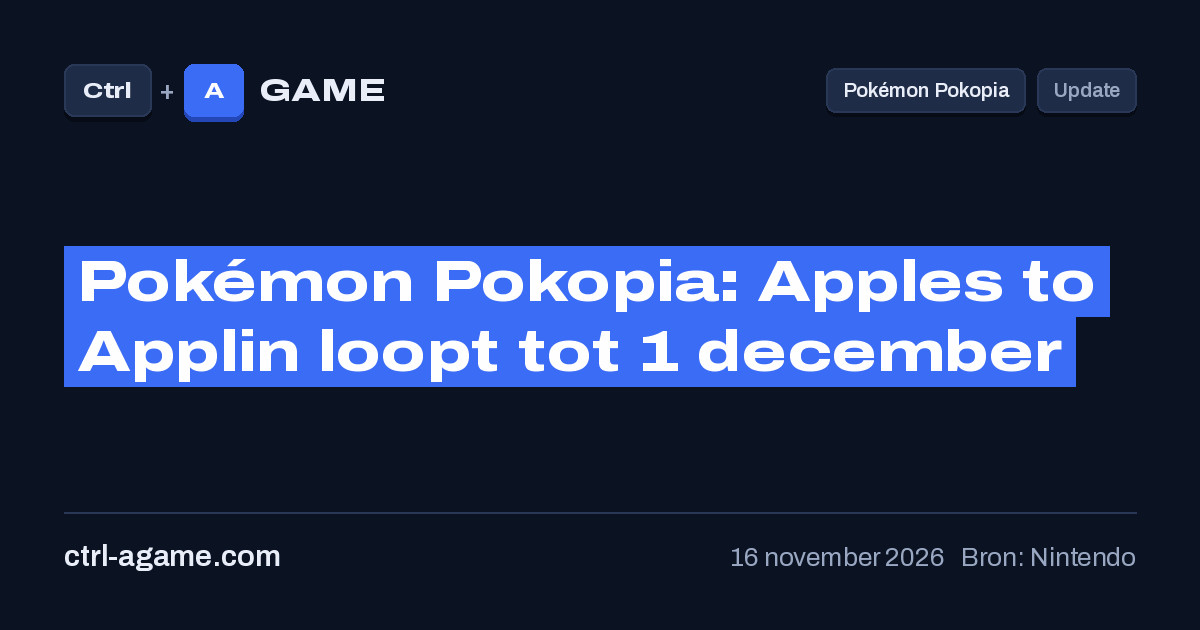 Ctrl + A GAME
Pokémon Pokopia Update
Pokémon Pokopia: Apples to
Applin loopt tot 1 december
ctrl-agame.com
16 november 2026 Bron: Nintendo